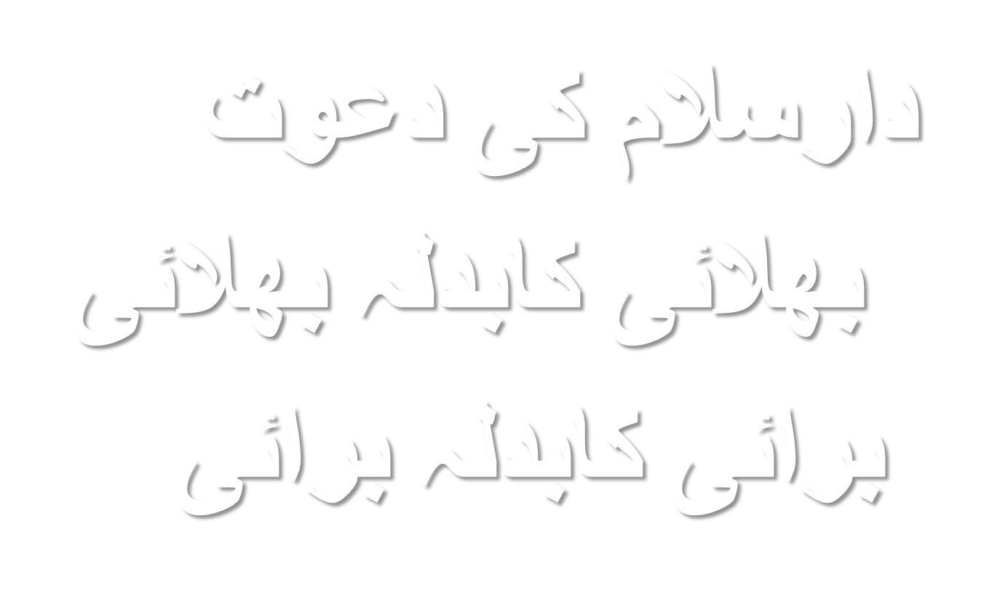 دارسلام کی دعوت
بھلائی کابدلہ بھلائی
برائی کابدلہ برائی